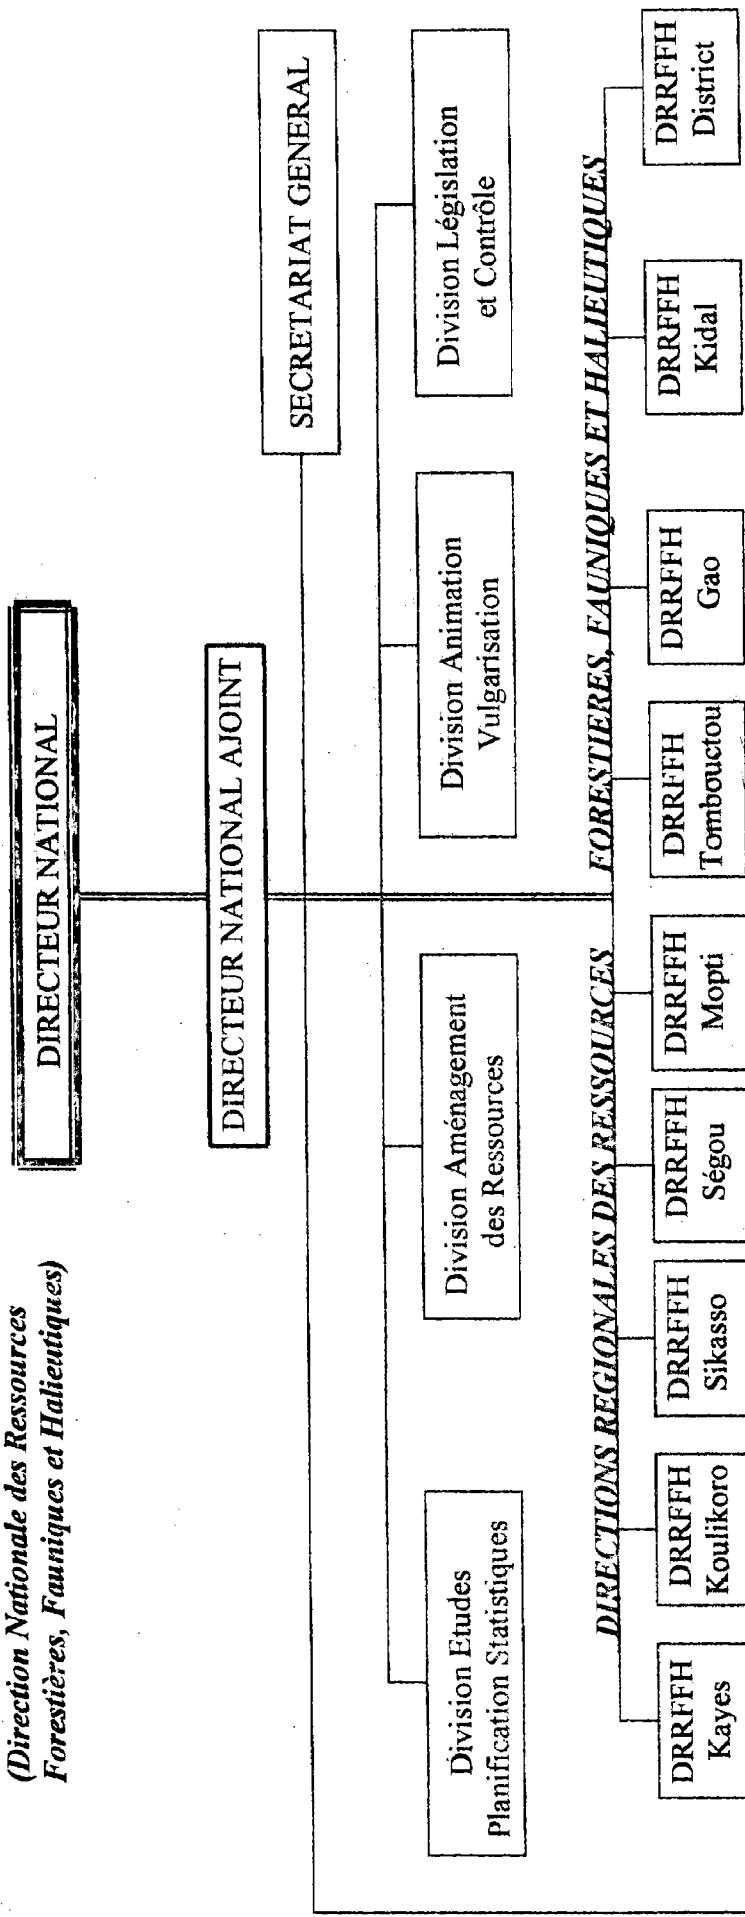 (Direction Nationale des Ressources
Forestières, Fauniques et Halieutiques)
DIRECTEUR NATIONAL
DIRECTEUR NATIONAL AJOINT
SECRETARIAT GENERAL
Division Etudes
Planification Statistiques
Division Aménagement
des Ressources
Division Animation
Vulgarisation
Division Législation
et Contrôle
DIRECTIONS REGIONALES DES RESSOURCES FORESTIERES, FAUNIQUES ET HALIEUTIQUES
DRRFFH
Kayes
DRRFFH
Koulikoro
DRRFFH
Sikasso
DRRFFH
Ségou
DRRFFH
Mopti
DRRFFH
Tombouctou
DRRFFH
Gao
DRRFFH
Kidal
DRRFFH
District